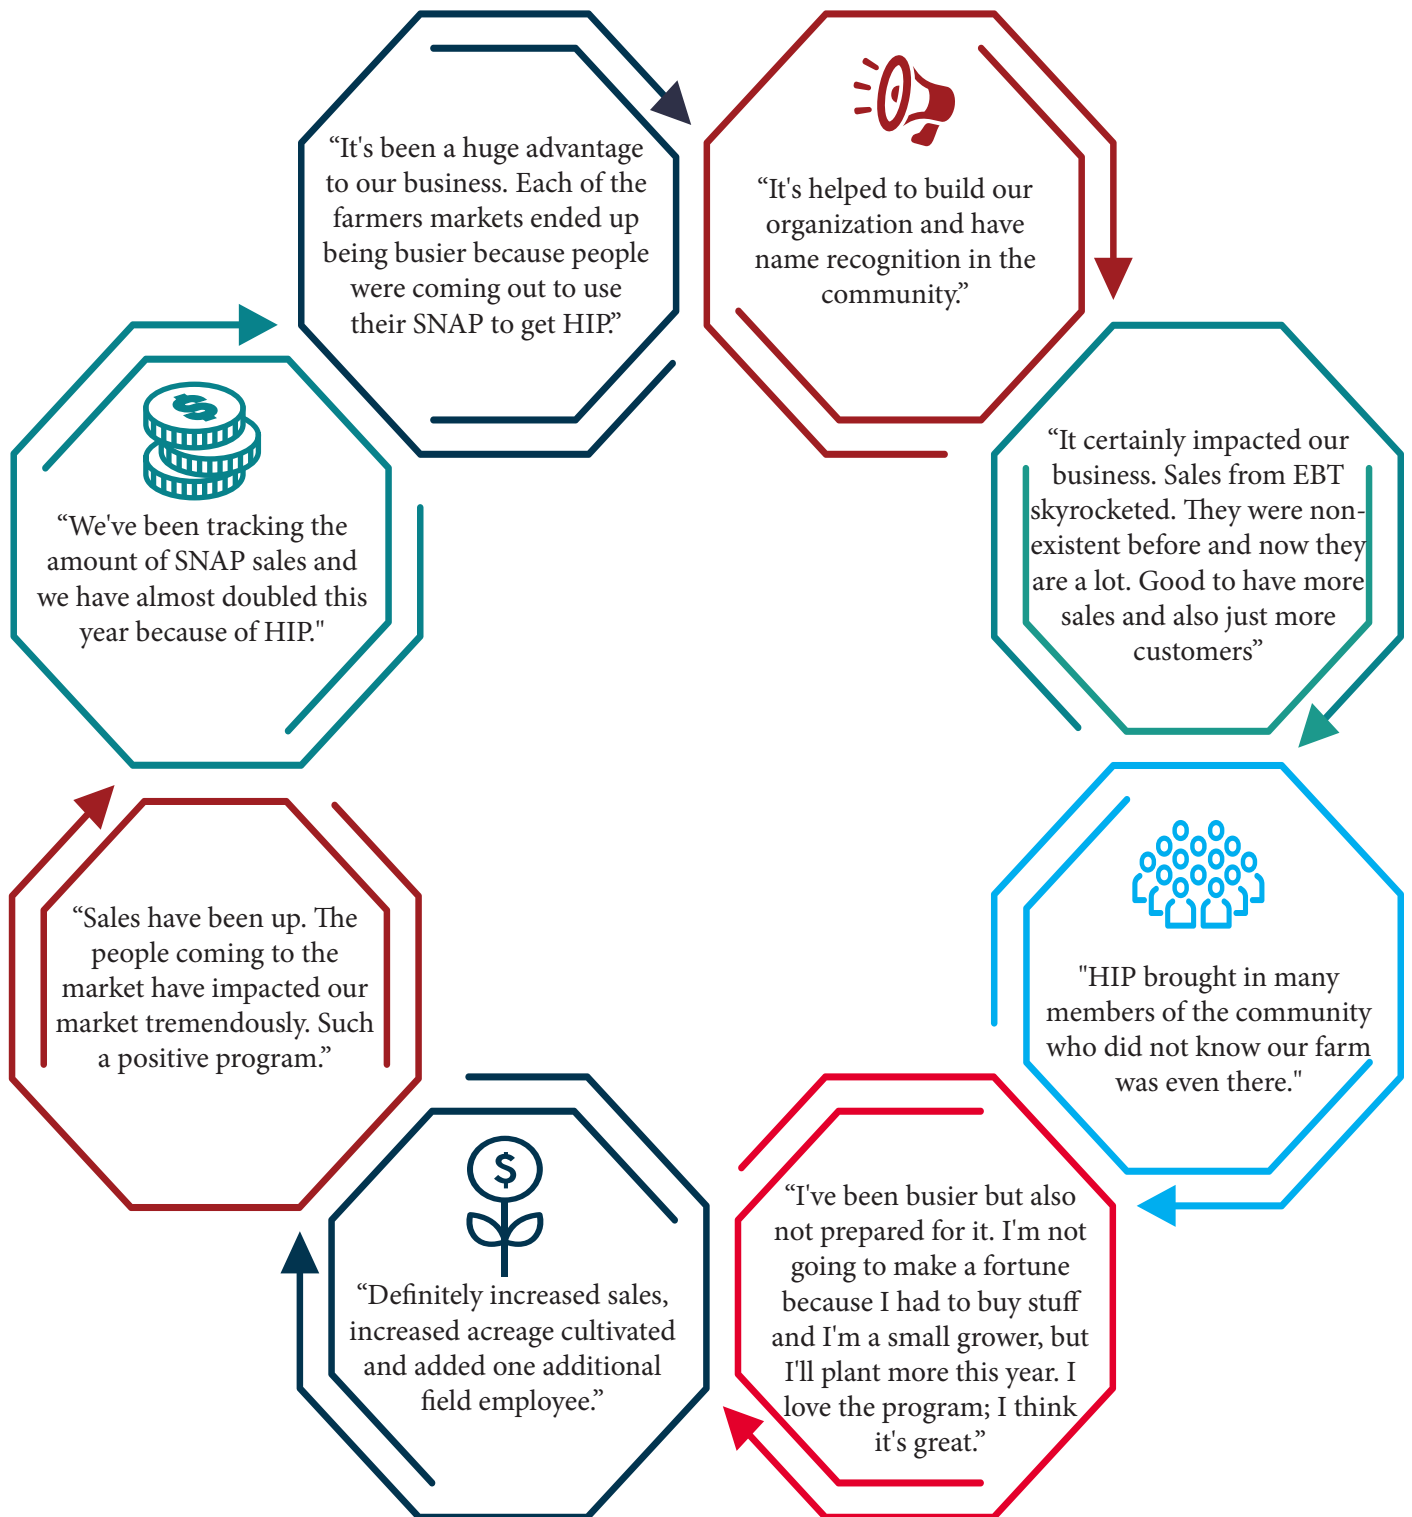 “It's been a huge advantage
to our business. Each of the
farmers markets ended up
being busier because people
were coming out to use
their SNAP to get HIP.”
“It's helped to build our
organization and have
name recognition in the
community.”
“It certainly impacted our
business. Sales from EBT
skyrocketed. They were non-
existent before and now they
are a lot. Good to have more
sales and also just more
customers”
"HIP brought in many
members of the community
who did not know our farm
was even there."
“I've been busier but also
not prepared for it. I'm not
going to make a fortune
because I had to buy stuff
and I'm a small grower, but
I'll plant more this year. I
love the program; I think
it's great.”
“Definitely increased sales,
increased acreage cultivated
and added one additional
field employee.”
“Sales have been up. The
people coming to the
market have impacted our
market tremendously. Such
a positive program.”
“We've been tracking the
amount of SNAP sales and
we have almost doubled this
year because of HIP."